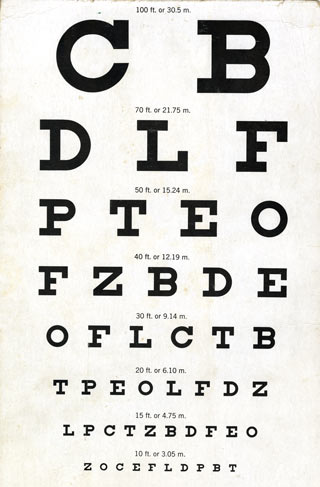 100 ft. or 30.5 m.
C B
70 ft. or 21.75 m.
D L F
50 ft. or 15.24 m.
P T E O
40 ft. or 12.19 m.
F Z B D E
30 ft. or 9.14 m.
O F L C T B
20 ft. or 6.10 m.
T P E O L F D Z
15 ft. or 4.75 m.
L P C T Z B D F E O
10 ft. or 3.05 m.
Z O C E F L D P B T